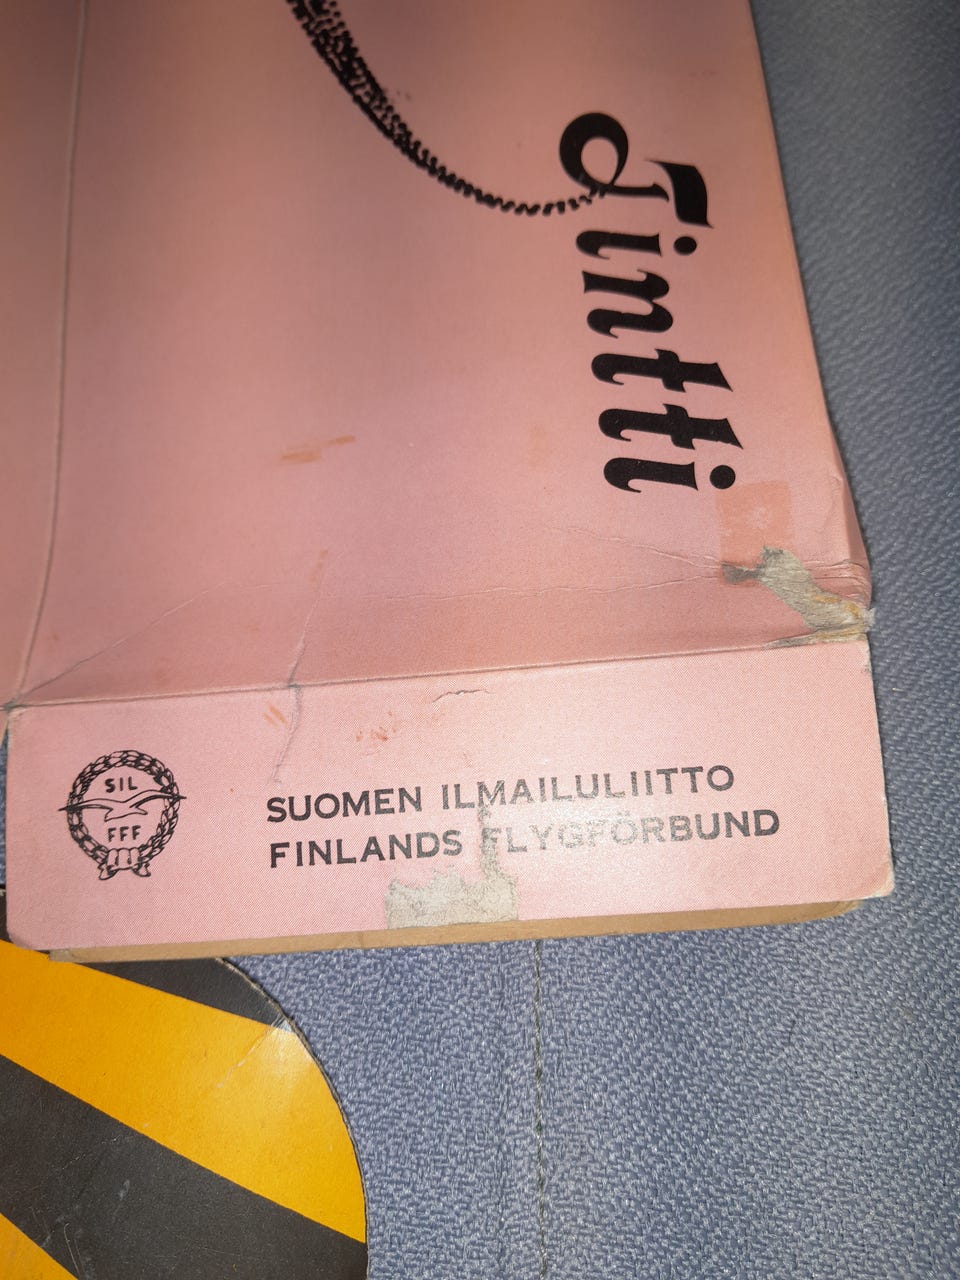 Tintti
SIL
FFF
SUOMEN ILMAILULIITTO
FINLANDS FLYGFÖRBUND